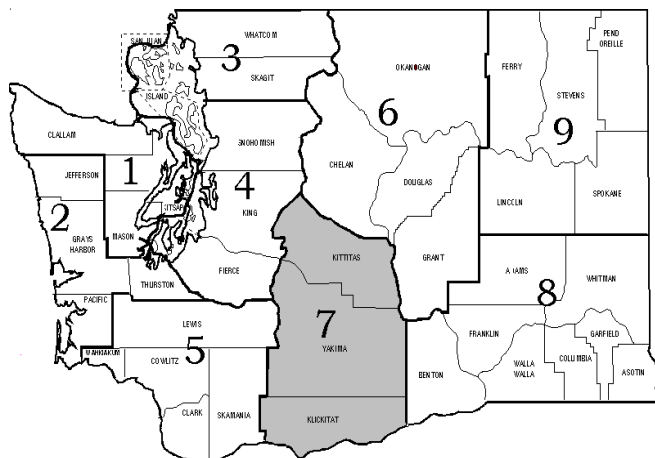 WHATCOM
SAN JUAN
3
SKAGIT
ISLAND
OKANOGAN
6
FERRY
PEND
OREILLE
STEVENS
9
CLALLAM
1
JEFFERSON
2
SNOHOMISH
4
KING
KITSAP
MASON
GRAYS
HARBOR
CHELAN
DOUGLAS
LINCCLN
SPOKANE
THURSTON
FIERCE
KITTITAS
GRANT
ADAMS
8
WHITMAN
PACIFIC
LEWIS
5
7
YAKIMA
FRANKLIN
GARFIELD
WAHKIAKUM
COWLITZ
BENTON
WALLA
WALLA
COLUMBIA
ASOTIN
CLARK
SKAMANIA
KLICKITAT